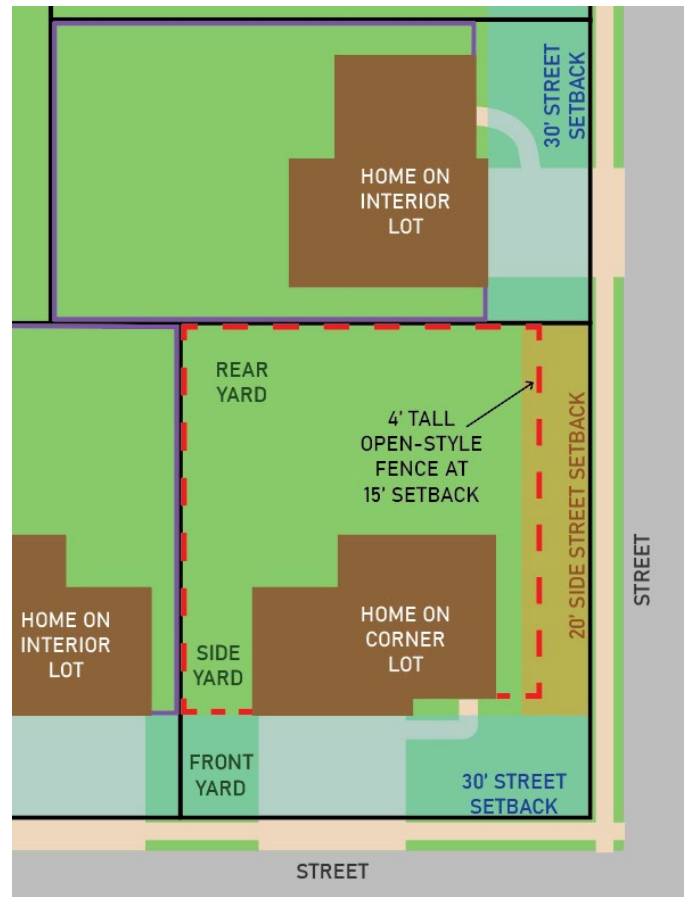 30' STREET
SETBACK
HOME ON
INTERIOR
LOT
REAR
YARD
4' TALL
OPEN-STYLE
FENCE AT
15' SETBACK
20' SIDE STREET SETBACK
STREET
HOME ON
INTERIOR
LOT
SIDE
YARD
HOME ON
CORNER
LOT
FRONT
YARD
30' STREET
SETBACK
STREET